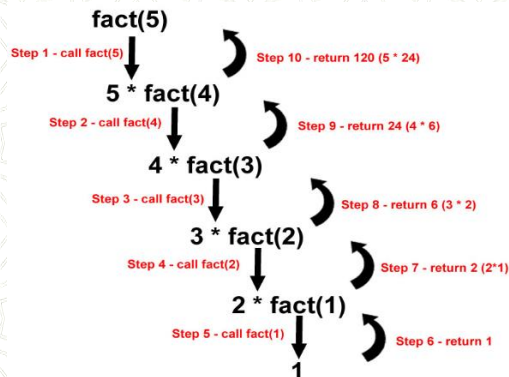 fact(5)
Step 1 - call fact(5)
Step 10 - return 120 (5 * 24)
5 * fact(4)
Step 2 - call fact(4)
Step 9 - return 24 (4 * 6)
4 * fact(3)
Step 3 - call fact(3)
Step 8 - return 6 (3 * 2)
3 * fact(2)
Step 4 - call fact(2)
Step 7 - return 2 (2*1)
2 * fact(1)
Step 5 - call fact(1)
Step 6 - return 1
1